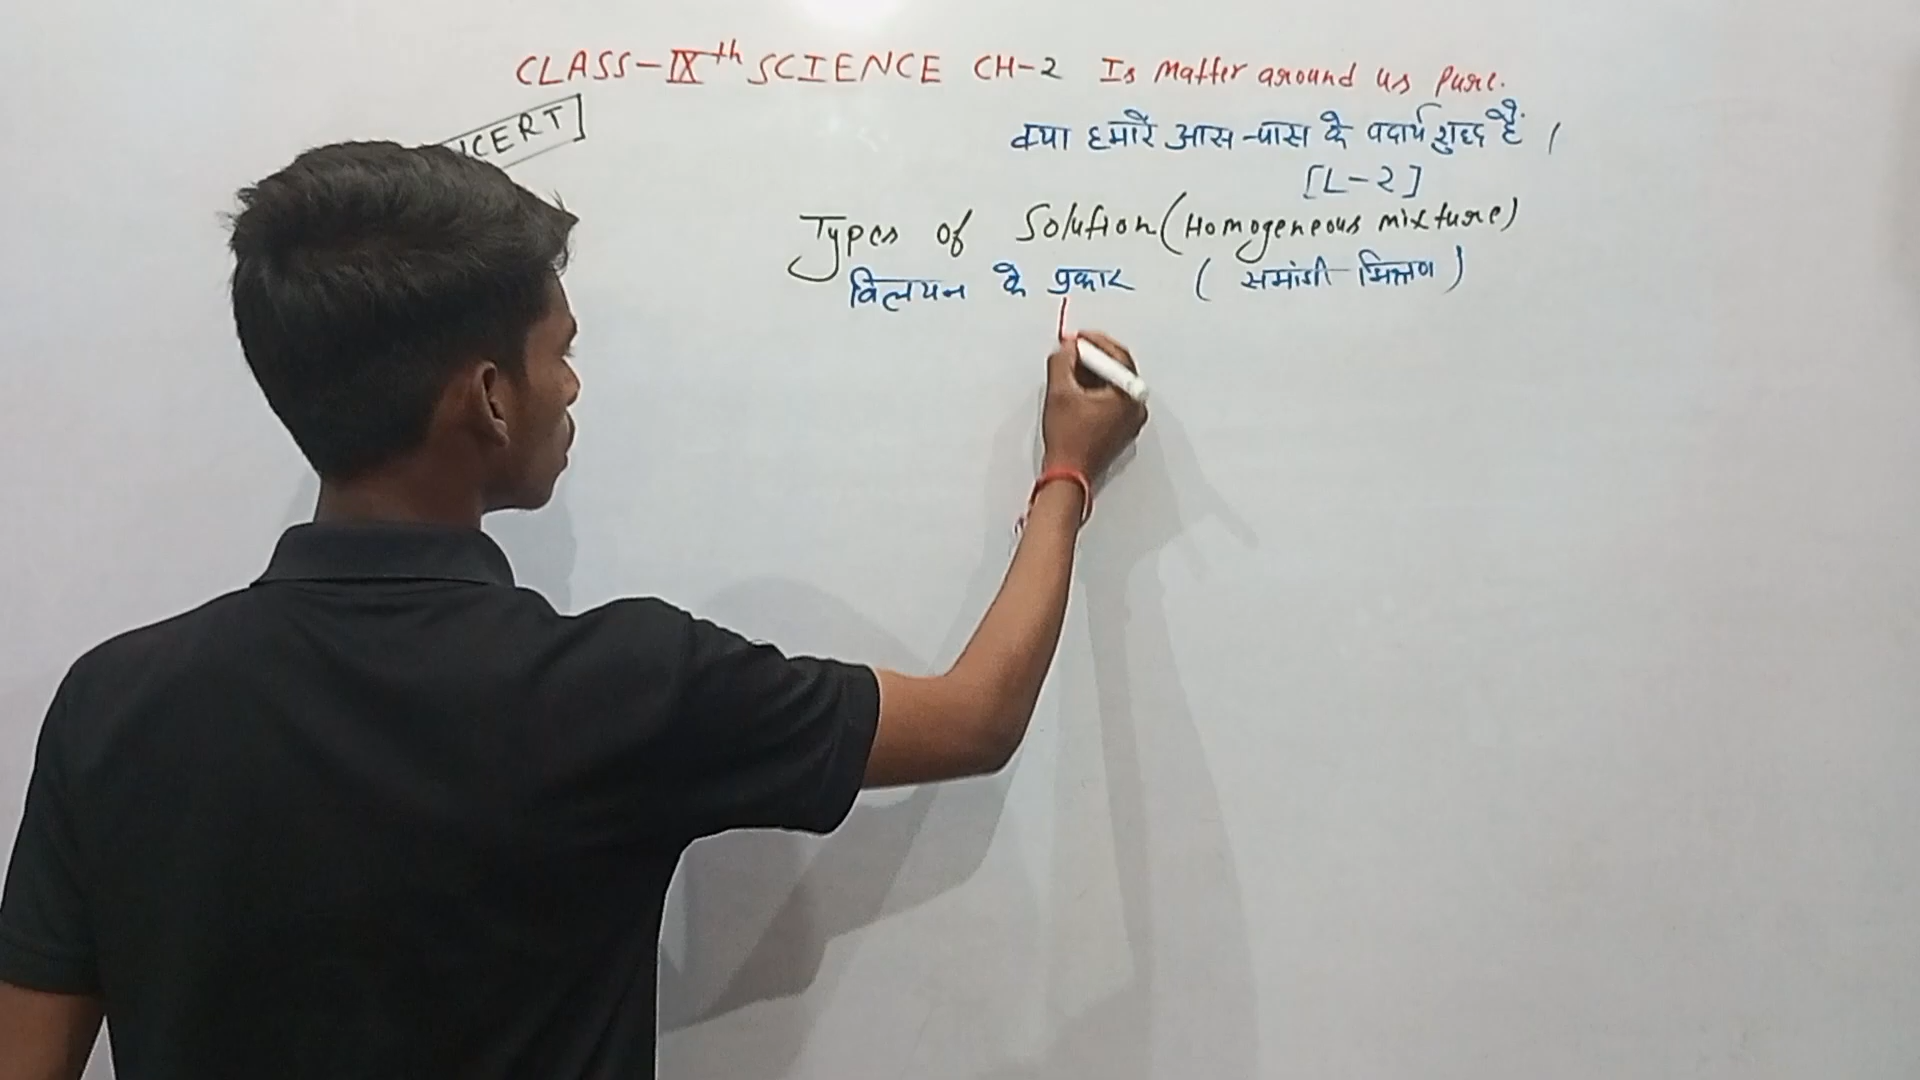 CLASS-IXth SCIENCE CH-2 Is Matter around us Pure.
NCERT]
क्या हमारे आस-पास के पदार्थ शुद्ध हैं।
[L-2]
Types of Solution (Homogeneous mixture)
विलयन के प्रकार ( समांगी मिश्रण )